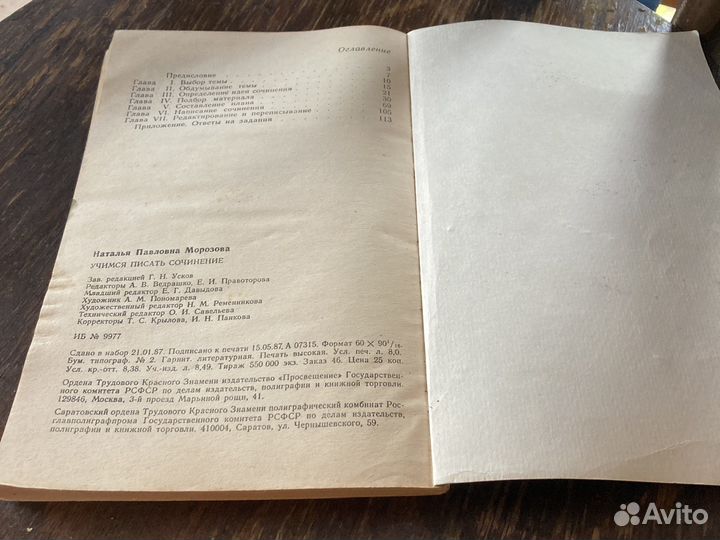 Оглавление
Предисловие . . . 3
Глава I. Выбор темы . . . 7
Глава II. Обдумывание темы . . . 10
Глава III. Определение идеи сочинения . . . 15
Глава IV. Подбор материала . . . 21
Глава V. Составление плана . . . 30
Глава VI. Написание сочинения . . . 69
Глава VII. Редактирование и переписывание . . . 105
Приложение. Ответы на задания . . . 113
Наталья Павловна Морозова
УЧИМСЯ ПИСАТЬ СОЧИНЕНИЕ
Зав. редакцией Г. Н. Усков
Редакторы А. В. Ведрашко, Е. И. Правоторова
Младший редактор Е. Г. Давыдова
Художник А. М. Пономарева
Художественный редактор Н. М. Ременникова
Технический редактор О. И. Савельева
Корректоры Т. С. Крылова, И. Н. Панкова
ИБ № 9977
Сдано в набор 21.01.87. Подписано к печати 15.05.87. А 07315. Формат 60 × 90¹/₁₆.
Бум. типограф. № 2. Гарнит. литературная. Печать высокая. Усл. печ. л. 8,0.
Усл. кр.-отт. 8,38. Уч.-изд. л. 8,49. Тираж 550 000 экз. Заказ 46. Цена 25 коп.
Ордена Трудового Красного Знамени издательство «Просвещение» Государствен-
ного комитета РСФСР по делам издательств, полиграфии и книжной торговли.
129846, Москва, 3-й проезд Марьиной рощи, 41.
Саратовский ордена Трудового Красного Знамени полиграфический комбинат Рос-
главполиграфпрома Государственного комитета РСФСР по делам издательств,
полиграфии и книжной торговли. 410004, Саратов, ул. Чернышевского, 59.
Avito